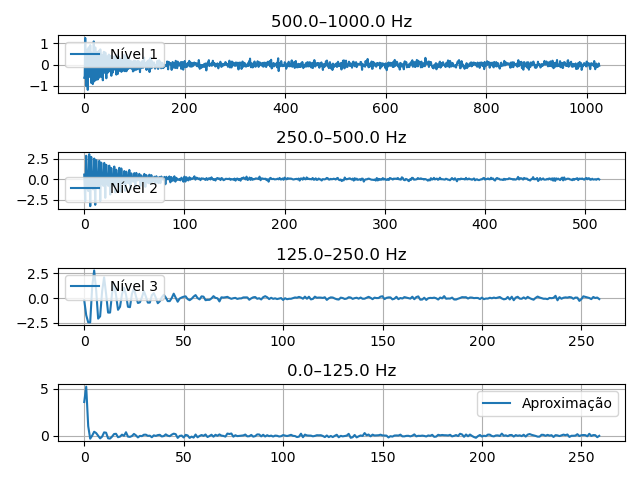 500.0–1000.0 Hz
1
0
−1
Nível 1
0 200 400 600 800 1000
250.0–500.0 Hz
2.5
0.0
−2.5
Nível 2
0 100 200 300 400 500
125.0–250.0 Hz
2.5
0.0
−2.5
Nível 3
0 50 100 150 200 250
0.0–125.0 Hz
5
0
Aproximação
0 50 100 150 200 250